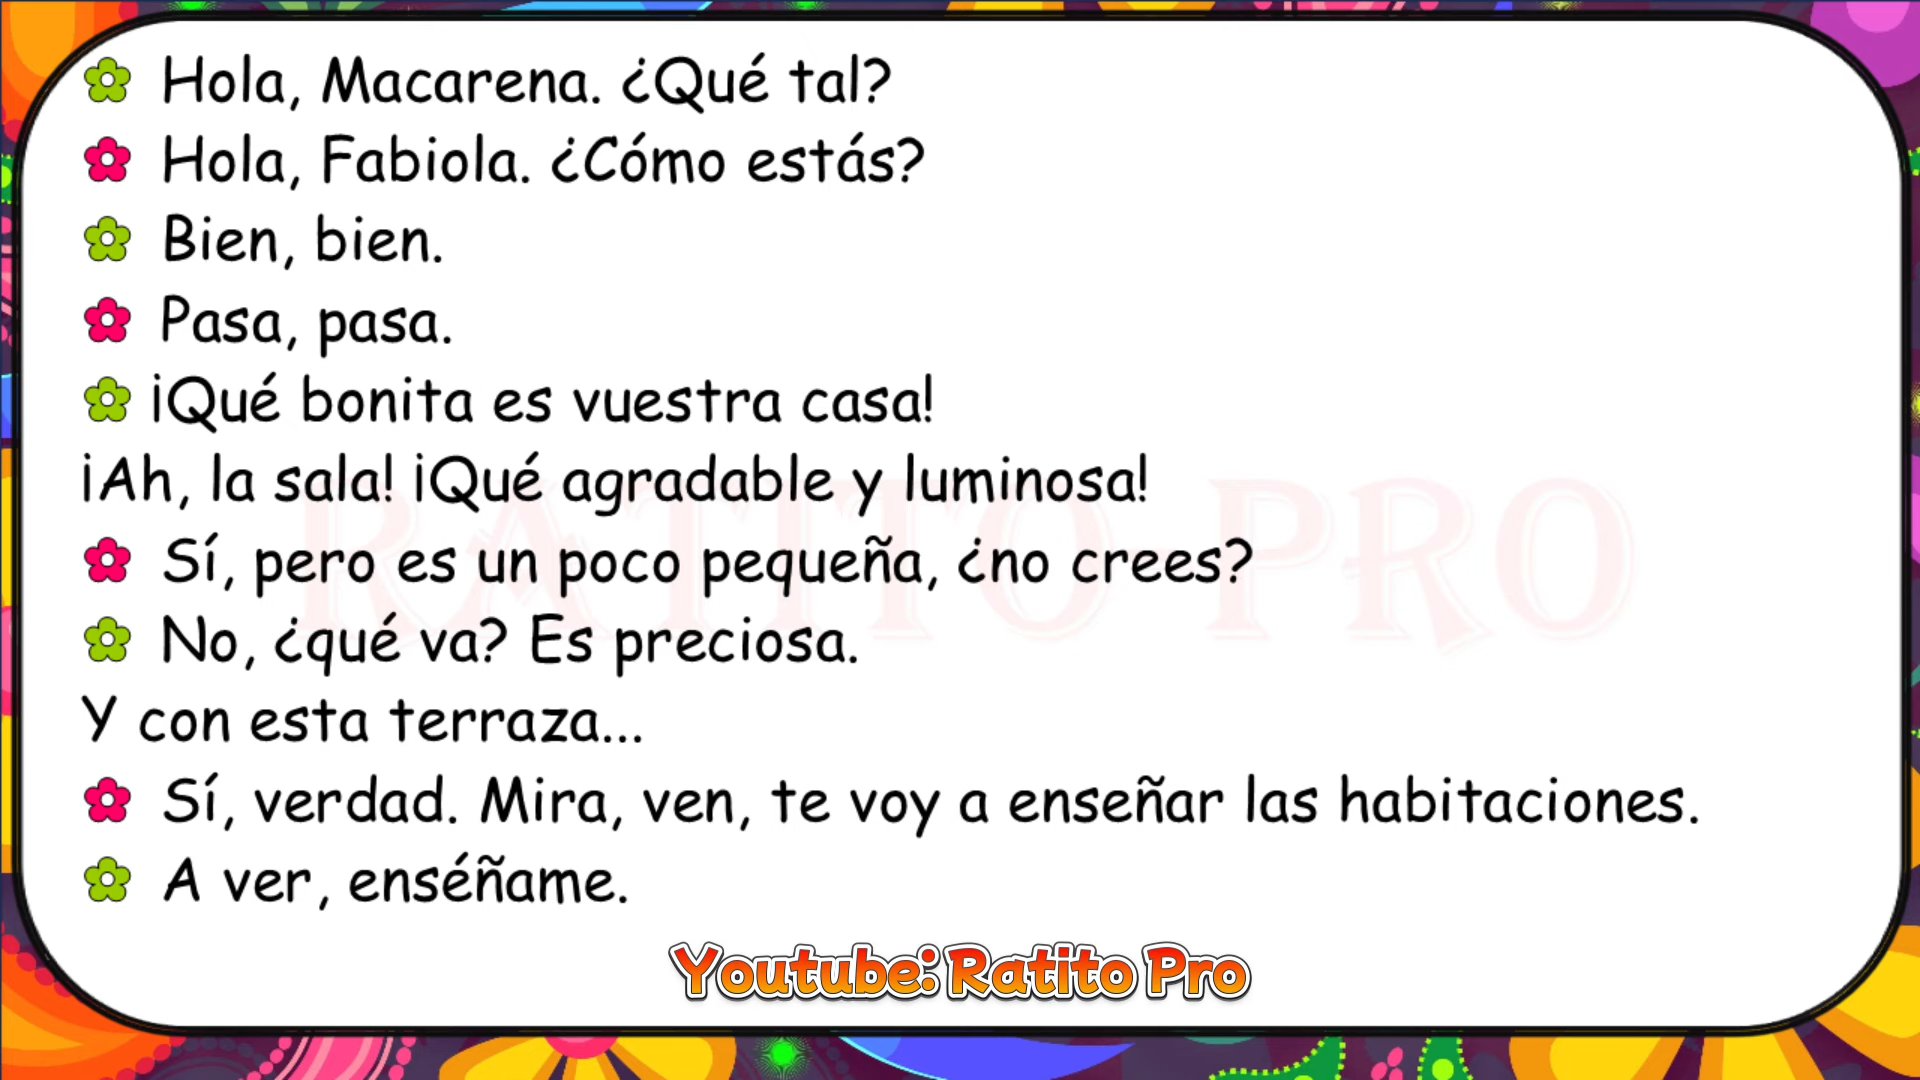 Hola, Macarena. ¿Qué tal?
Hola, Fabiola. ¿Cómo estás?
Bien, bien.
Pasa, pasa.
¡Qué bonita es vuestra casa!
¡Ah, la sala! ¡Qué agradable y luminosa!
RATITO PRO
Sí, pero es un poco pequeña, ¿no crees?
No, ¿qué va? Es preciosa.
Y con esta terraza...
Sí, verdad. Mira, ven, te voy a enseñar las habitaciones.
A ver, enséñame.
Youtube: Ratito Pro